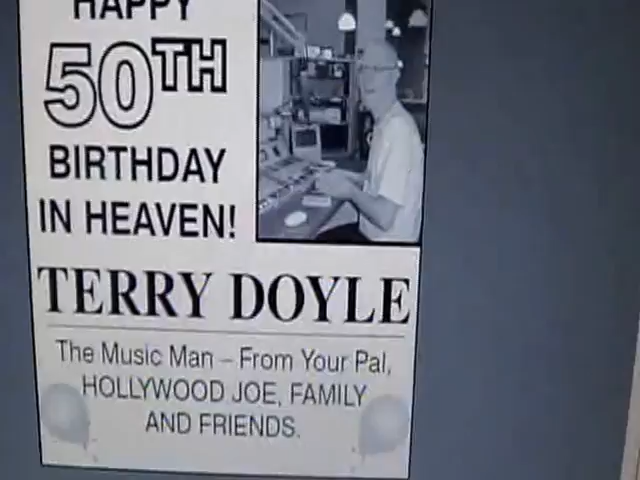 HAPPY
50TH
BIRTHDAY
IN HEAVEN!
TERRY DOYLE
The Music Man – From Your Pal,
HOLLYWOOD JOE, FAMILY
AND FRIENDS.